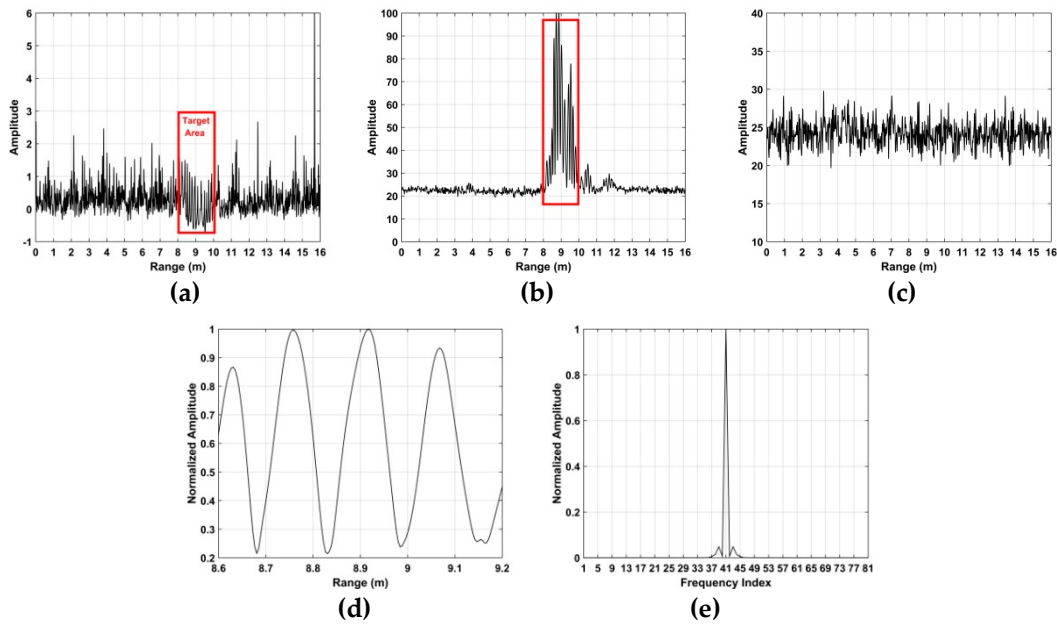 6
5
4
3
2
1
0
-1
Amplitude
Target
Area
0 1 2 3 4 5 6 7 8 9 10 11 12 13 14 15 16
Range (m)
(a)
100
90
80
70
60
50
40
30
20
10
0
Amplitude
0 1 2 3 4 5 6 7 8 9 10 11 12 13 14 15 16
Range (m)
(b)
40
35
30
25
20
15
10
Amplitude
0 1 2 3 4 5 6 7 8 9 10 11 12 13 14 15 16
Range (m)
(c)
1
0.9
0.8
0.7
0.6
0.5
0.4
0.3
0.2
Normalized Amplitude
8.6 8.7 8.8 8.9 9 9.1 9.2
Range (m)
(d)
1
0.8
0.6
0.4
0.2
0
Normalized Amplitude
1 5 9 13 17 21 25 29 33 37 41 45 49 53 57 61 65 69 73 77 81
Frequency Index
(e)